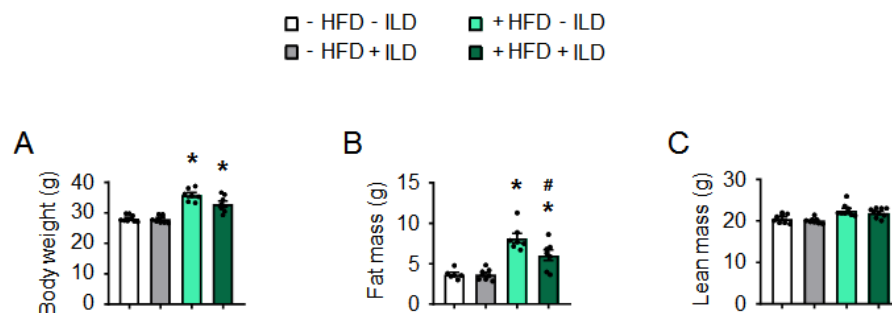 - HFD - ILD
+ HFD - ILD
- HFD + ILD
+ HFD + ILD
A
B
C
Body weight (g)
40
30
20
10
0
*
*
Fat mass (g)
15
10
5
0
*
#
*
Lean mass (g)
30
20
10
0